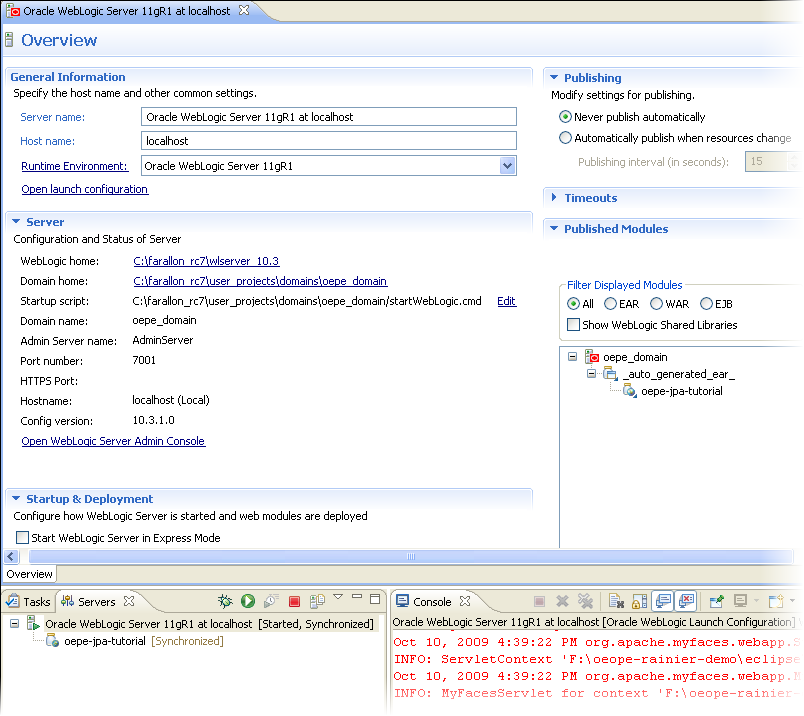 Oracle WebLogic Server 11gR1 at localhost
Overview
General Information
Specify the host name and other common settings.
Server name: Oracle WebLogic Server 11gR1 at localhost
Host name: localhost
Runtime Environment: Oracle WebLogic Server 11gR1
Open launch configuration
Server
Configuration and Status of Server
WebLogic home: C:\farallon_rc7\wlserver_10.3
Domain home: C:\farallon_rc7\user_projects\domains\oepe_domain
Startup script: C:\farallon_rc7\user_projects\domains\oepe_domain/startWebLogic.cmd Edit
Domain name: oepe_domain
Admin Server name: AdminServer
Port number: 7001
HTTPS Port:
Hostname: localhost (Local)
Config version: 10.3.1.0
Open WebLogic Server Admin Console
Startup & Deployment
Configure how WebLogic Server is started and web modules are deployed
Start WebLogic Server in Express Mode
Publishing
Modify settings for publishing.
Never publish automatically
Automatically publish when resources change
Publishing interval (in seconds): 15
Timeouts
Published Modules
Filter Displayed Modules
All EAR WAR EJB
Show WebLogic Shared Libraries
oepe_domain
_auto_generated_ear_
oepe-jpa-tutorial
Overview
Tasks Servers
Oracle WebLogic Server 11gR1 at localhost [Started, Synchronized]
oepe-jpa-tutorial [Synchronized]
Console
Oracle WebLogic Server 11gR1 at localhost [Oracle WebLogic Launch Configuration]
Oct 10, 2009 4:39:22 PM org.apache.myfaces.webapp.S
INFO: ServletContext 'F:\oeope-rainier-demo\eclipse
Oct 10, 2009 4:39:22 PM org.apache.myfaces.webapp.M
INFO: MyFacesServlet for context 'F:\oeope-rainier-